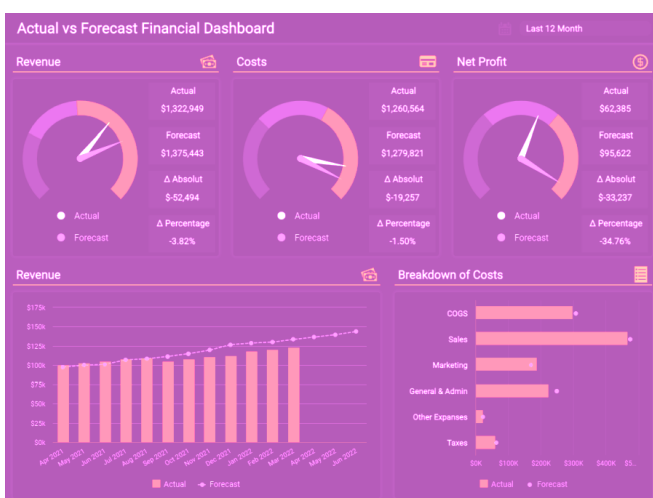 Actual vs Forecast Financial Dashboard
Last 12 Month
Revenue
Actual
$1,322,949
Forecast
$1,375,443
Δ Absolut
$-52,494
Δ Percentage
-3.82%
Actual
Forecast
Costs
Actual
$1,260,564
Forecast
$1,279,821
Δ Absolut
$-19,257
Δ Percentage
-1.50%
Actual
Forecast
Net Profit
Actual
$62,385
Forecast
$95,622
Δ Absolut
$-33,237
Δ Percentage
-34.76%
Actual
Forecast
Revenue
$175k
$150k
$125k
$100k
$75k
$50k
$25k
$0k
Apr 2021 May 2021 Jun 2021 Jul 2021 Aug 2021 Sep 2021 Oct 2021 Nov 2021 Dec 2021 Jan 2022 Feb 2022 Mar 2022 Apr 2022 May 2022 Jun 2022
Actual Forecast
Breakdown of Costs
COGS
Sales
Marketing
General & Admin
Other Expanses
Taxes
$0K $100K $200K $300K $400K $5..
Actual Forecast